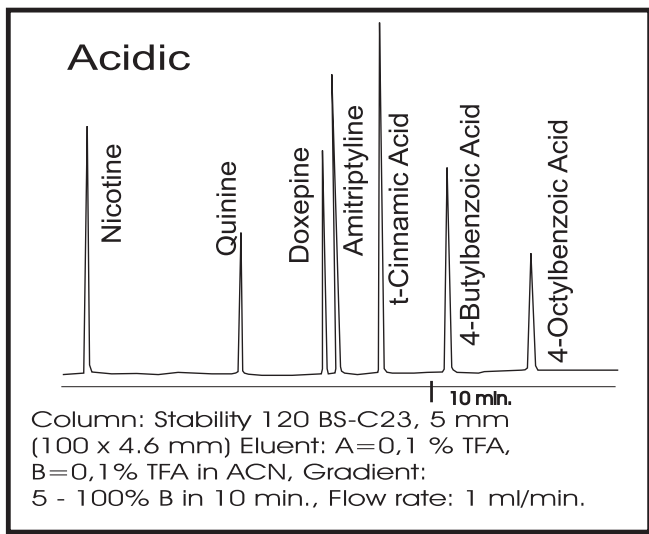 Acidic
Nicotine
Quinine
Doxepine
Amitriptyline
t-Cinnamic Acid
4-Butylbenzoic Acid
4-Octylbenzoic Acid
10 min.
Column: Stability 120 BS-C23, 5 mm
(100 x 4.6 mm) Eluent: A=0,1 % TFA,
B=0,1% TFA in ACN, Gradient:
5 - 100% B in 10 min., Flow rate: 1 ml/min.